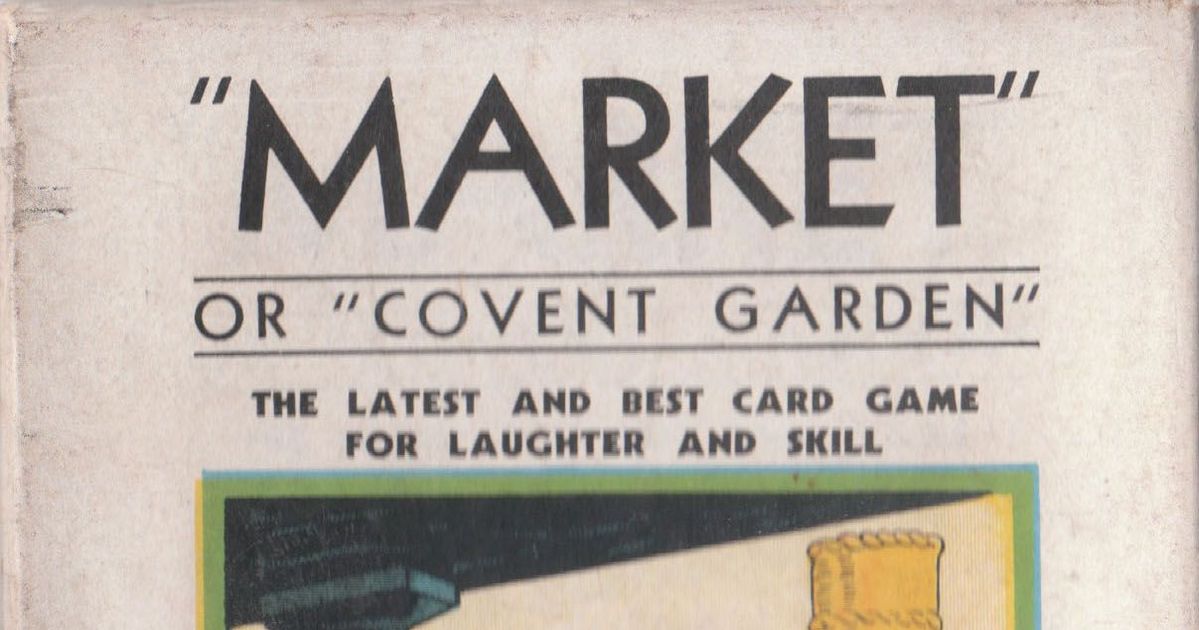 "MARKET"
OR "COVENT GARDEN"
THE LATEST AND BEST CARD GAME
FOR LAUGHTER AND SKILL